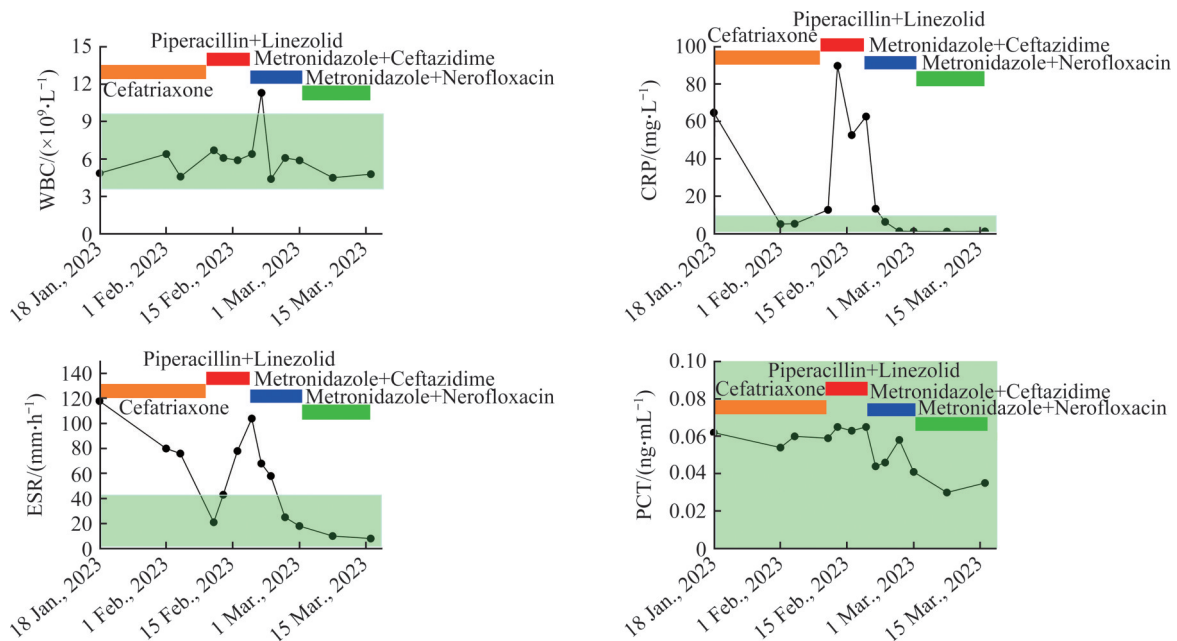 Piperacillin+Linezolid
Metronidazole+Ceftazidime
Metronidazole+Nerofloxacin
Cefatriaxone
WBC/(×10⁹·L⁻¹)
15
12
9
6
3
0
18 Jan., 2023
1 Feb., 2023
15 Feb., 2023
1 Mar., 2023
15 Mar., 2023
Piperacillin+Linezolid
Cefatriaxone
Metronidazole+Ceftazidime
Metronidazole+Nerofloxacin
CRP/(mg·L⁻¹)
100
80
60
40
20
0
18 Jan., 2023
1 Feb., 2023
15 Feb., 2023
1 Mar., 2023
15 Mar., 2023
Piperacillin+Linezolid
Metronidazole+Ceftazidime
Metronidazole+Nerofloxacin
Cefatriaxone
ESR/(mm·h⁻¹)
140
120
100
80
60
40
20
0
18 Jan., 2023
1 Feb., 2023
15 Feb., 2023
1 Mar., 2023
15 Mar., 2023
Piperacillin+Linezolid
Cefatriaxone
Metronidazole+Ceftazidime
Metronidazole+Nerofloxacin
PCT/(ng·mL⁻¹)
0.10
0.08
0.06
0.04
0.02
0
18 Jan., 2023
1 Feb., 2023
15 Feb., 2023
1 Mar., 2023
15 Mar., 2023